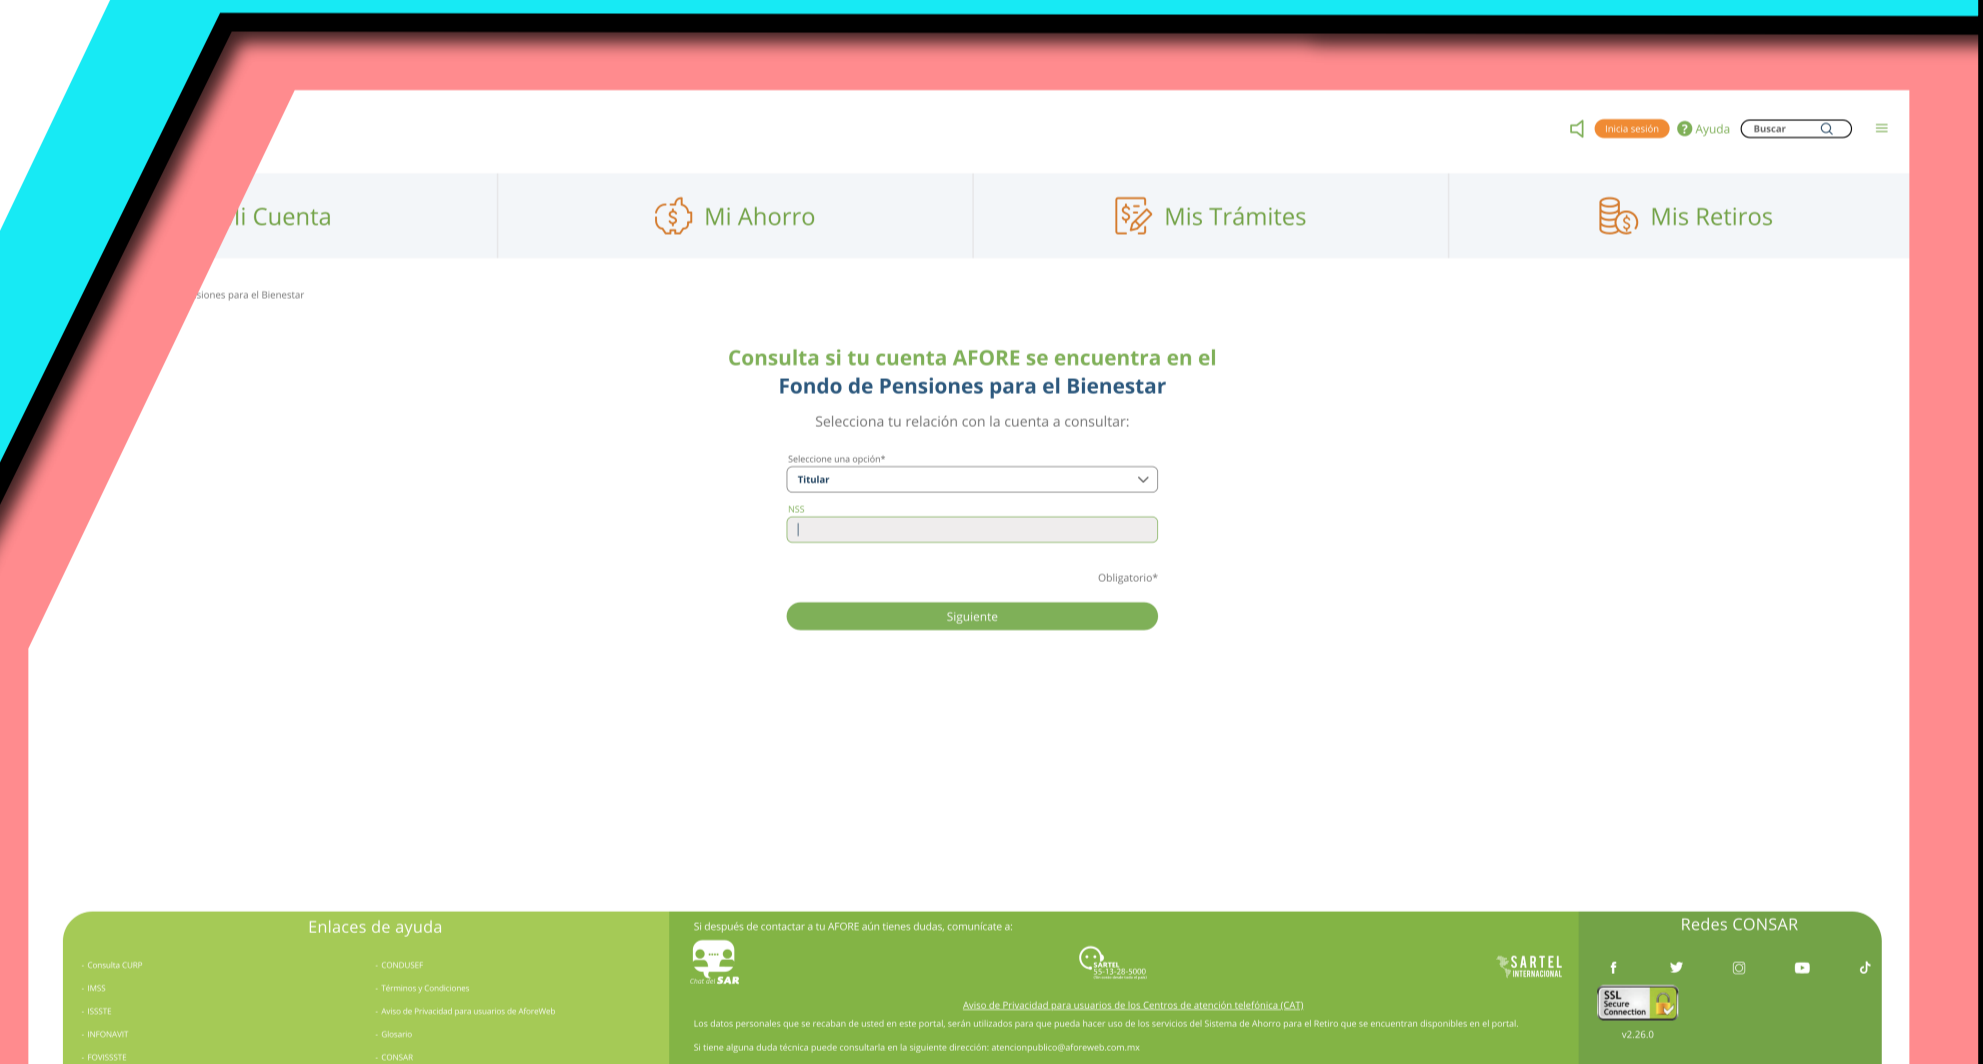 Inicia sesión
? Ayuda
Buscar
li Cuenta
Mi Ahorro
Mis Trámites
Mis Retiros
siones para el Bienestar
Consulta si tu cuenta AFORE se encuentra en el
Fondo de Pensiones para el Bienestar
Selecciona tu relación con la cuenta a consultar:
Seleccione una opción*
Titular
NSS
Obligatorio*
Siguiente
Enlaces de ayuda
- Consulta CURP
- IMSS
- ISSSTE
- INFONAVIT
- FOVISSSTE
- CONDUSEF
- Términos y Condiciones
- Aviso de Privacidad para usuarios de AforeWeb
- Glosario
- CONSAR
Si después de contactar a tu AFORE aún tienes dudas, comunícate a:
Chat del SAR
SARTEL
55-13-28-5000
SARTEL
INTERNACIONAL
Aviso de Privacidad para usuarios de los Centros de atención telefónica (CAT)
Los datos personales que se recaban de usted en este portal, serán utilizados para que pueda hacer uso de los servicios del Sistema de Ahorro para el Retiro que se encuentran disponibles en el portal.
Si tiene alguna duda técnica puede consultarla en la siguiente dirección: atencionpublico@aforeweb.com.mx
Redes CONSAR
SSL
Secure
Connection
v2.26.0